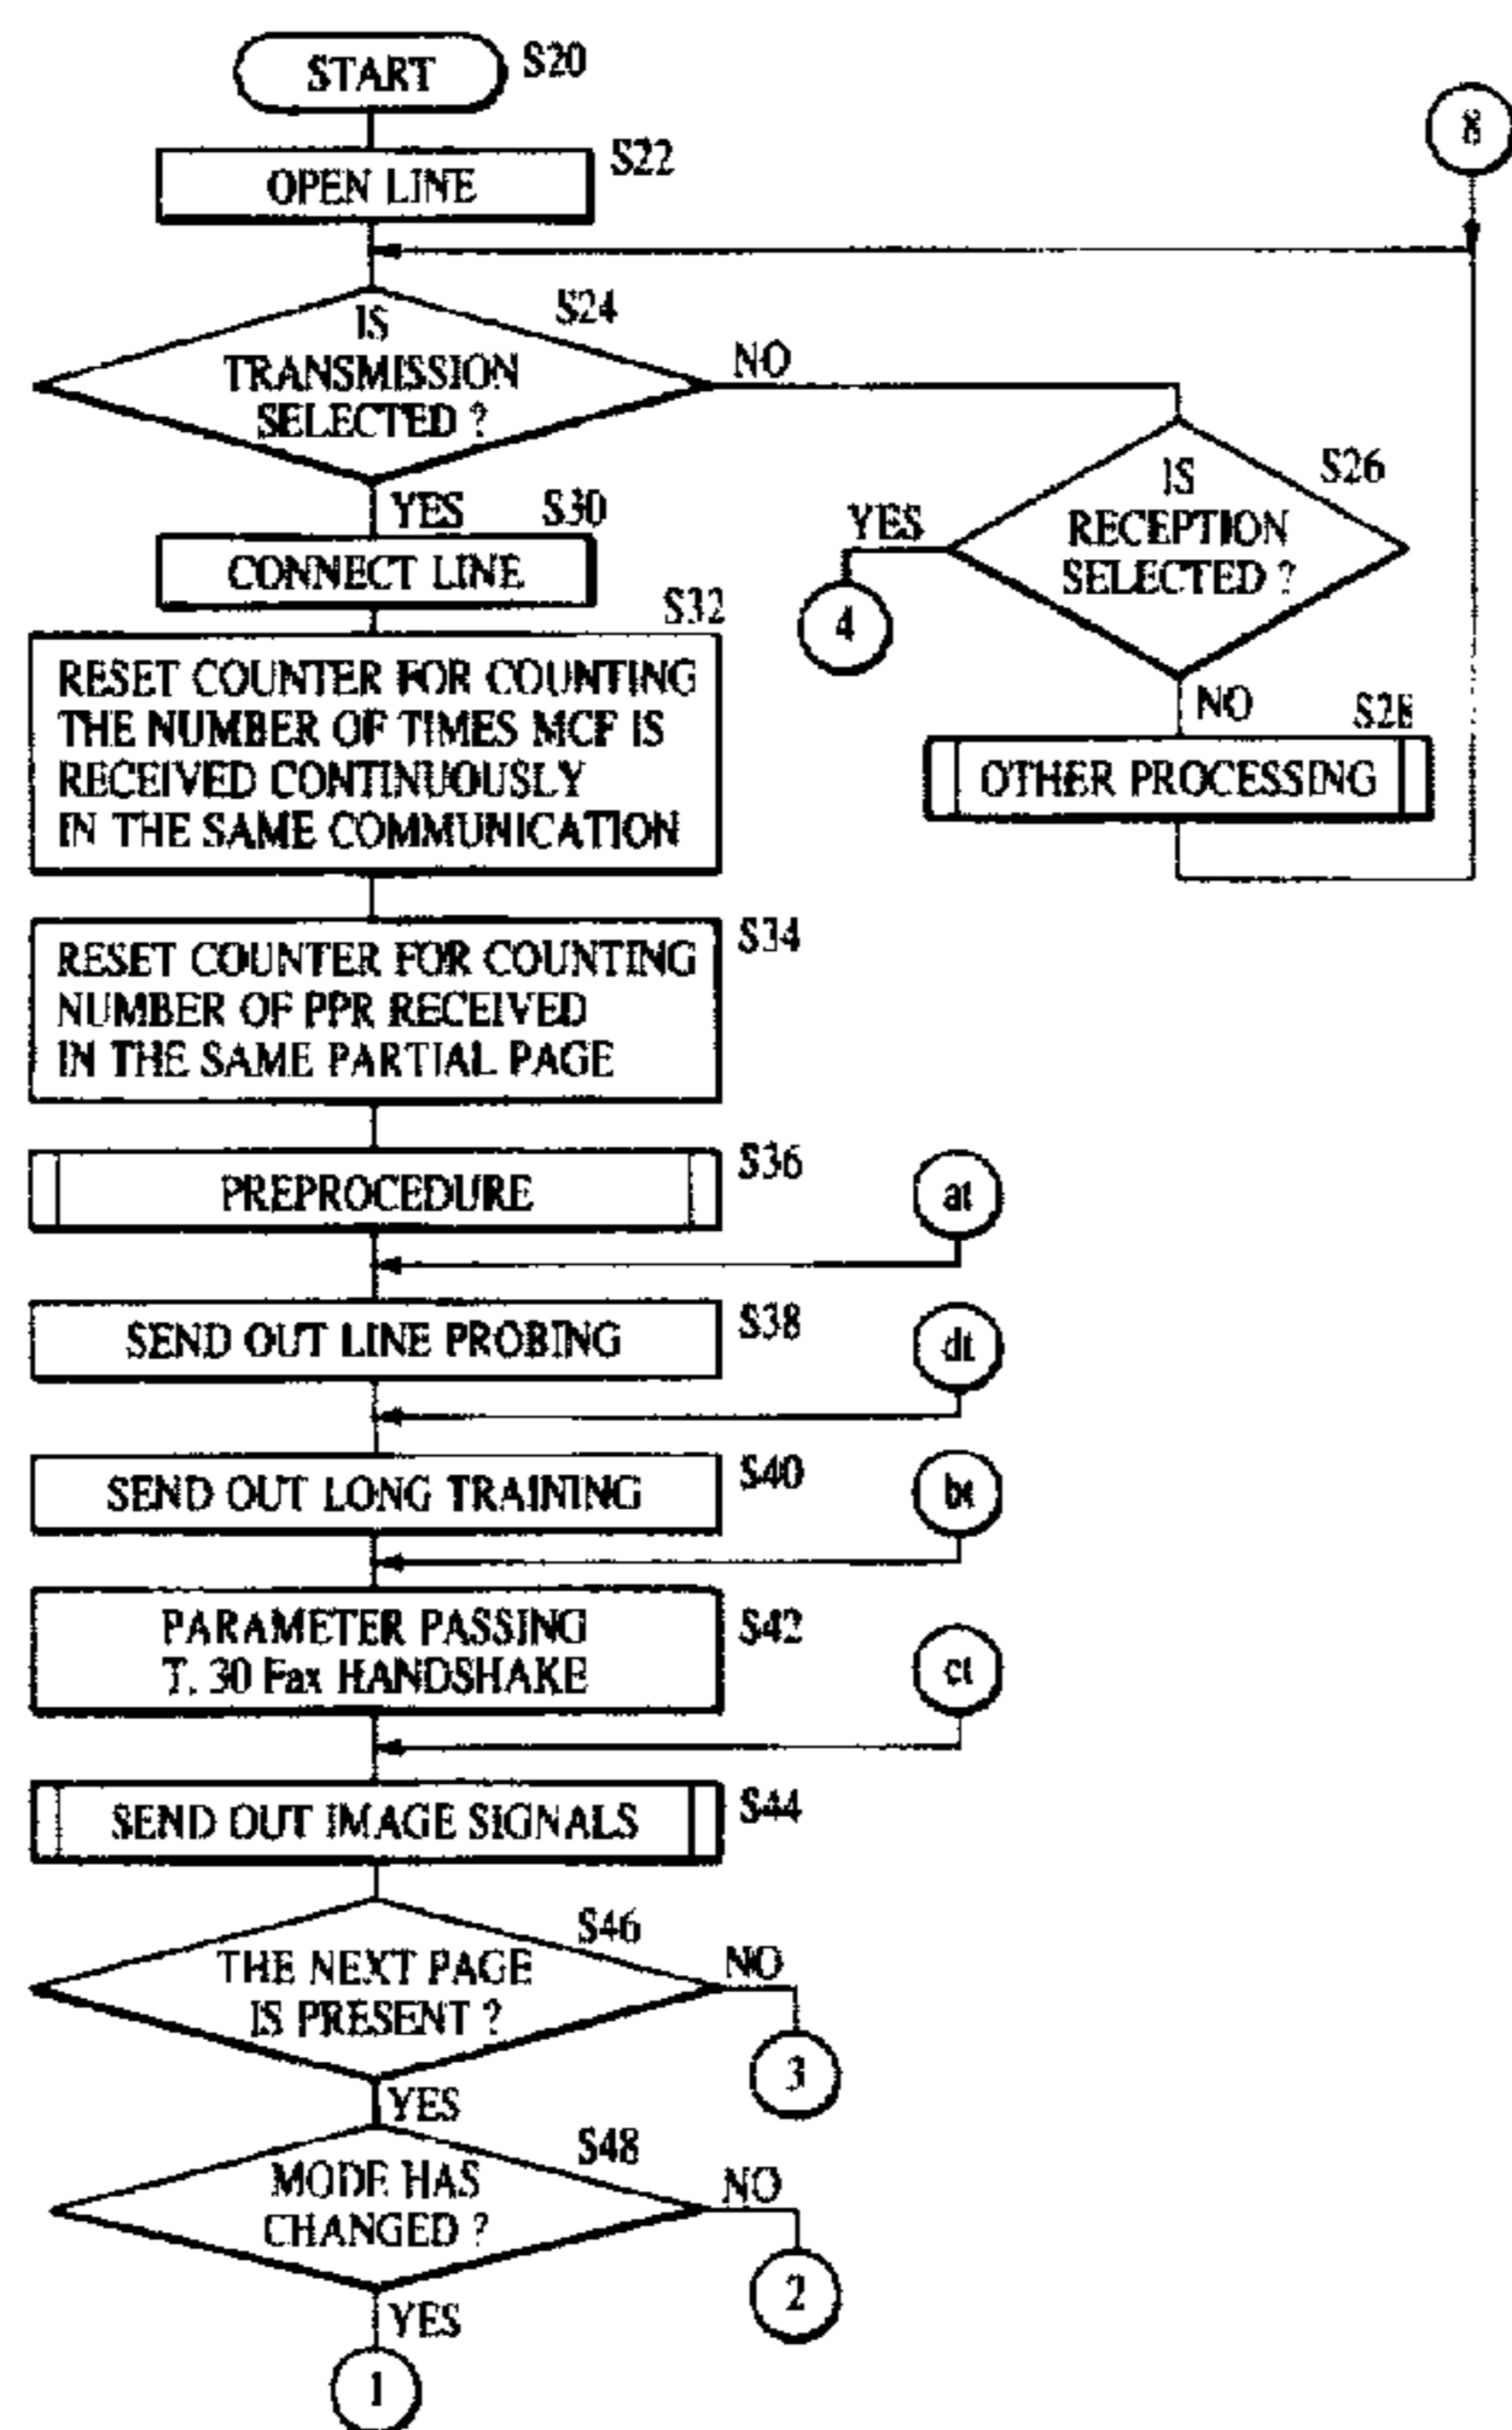 START
S20
8
OPEN LINE
S22
IS
TRANSMISSION
SELECTED ?
S24
NO
YES
IS
RECEPTION
SELECTED ?
S26
YES
4
NO
OTHER PROCESSING
S28
CONNECT LINE
S30
S32
RESET COUNTER FOR COUNTING
THE NUMBER OF TIMES MCF IS
RECEIVED CONTINUOUSLY
IN THE SAME COMMUNICATION
RESET COUNTER FOR COUNTING
NUMBER OF PPR RECEIVED
IN THE SAME PARTIAL PAGE
S34
PREPROCEDURE
S36
at
SEND OUT LINE PROBING
S38
dt
SEND OUT LONG TRAINING
S40
bt
PARAMETER PASSING
T. 30 Fax HANDSHAKE
S42
ct
SEND OUT IMAGE SIGNALS
S44
THE NEXT PAGE
IS PRESENT ?
S46
NO
3
YES
MODE HAS
CHANGED ?
S48
NO
2
YES
1